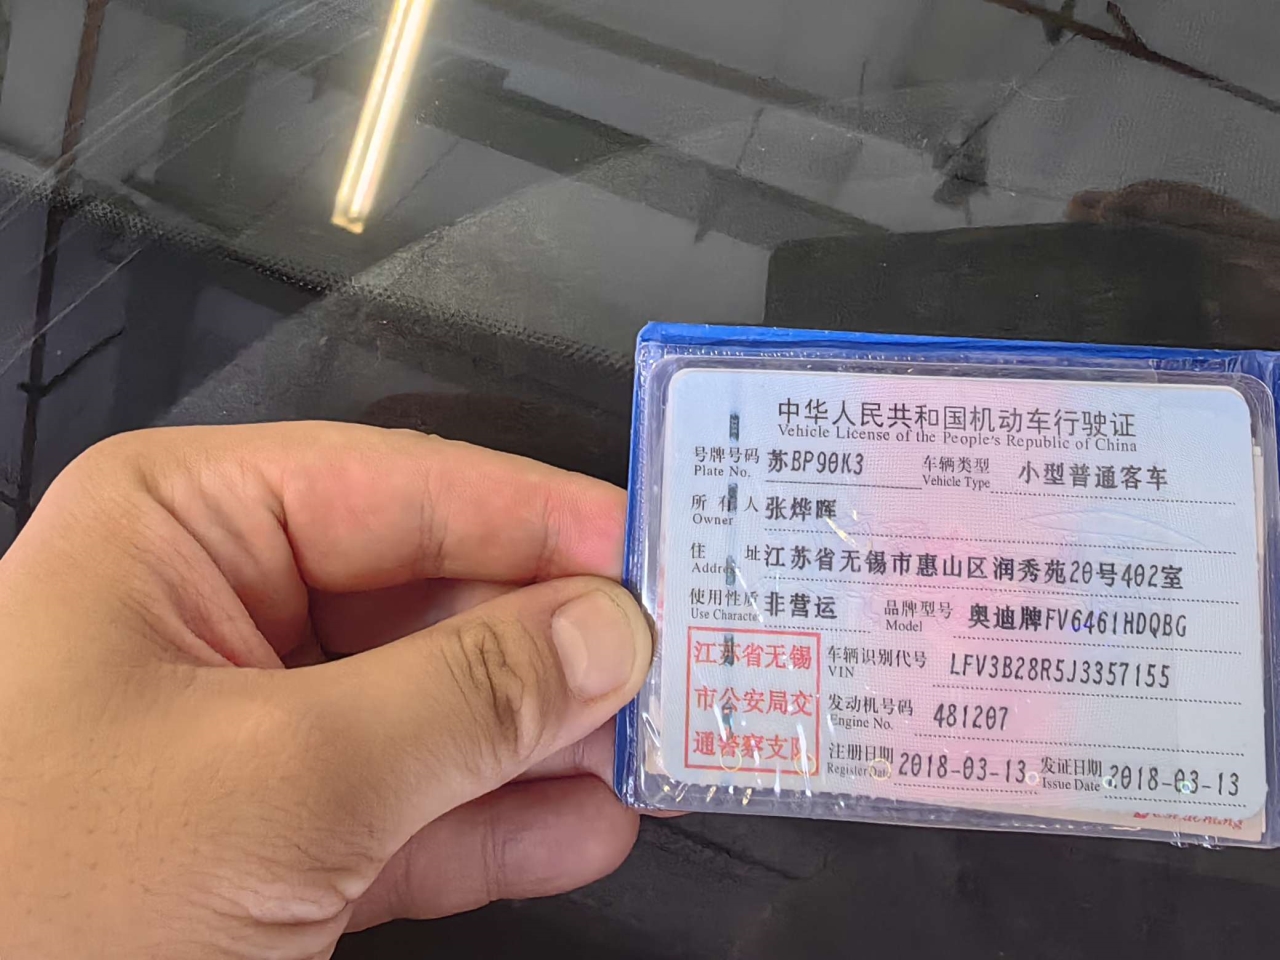 中华人民共和国机动车行驶证
Vehicle License of the People's Republic of China
号牌号码 苏BP90K3 车辆类型 小型普通客车
Plate No. Vehicle Type
所有人 张烨晖
Owner
住址 江苏省无锡市惠山区润秀苑20号402室
Address
使用性质 非营运 品牌型号 奥迪牌FV6461HDQBG
Use Character Model
江苏省无锡 车辆识别代号 LFV3B28R5J3357155
VIN
市公安局交 发动机号码 481207
Engine No.
通警察支队 注册日期 2018-03-13 发证日期 2018-03-13
Register Date Issue Date